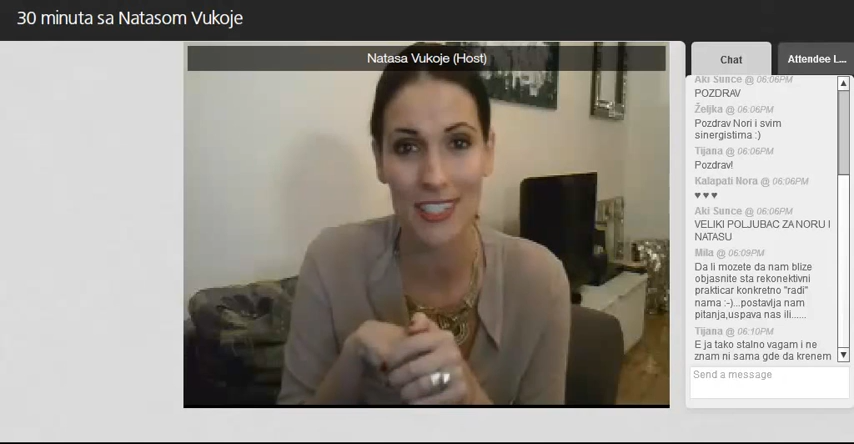 30 minuta sa Natasom Vukoje
Natasa Vukoje (Host)
Chat
Attendee L...
Aki Sunce @ 06:06PM
POZDRAV
Željka @ 06:06PM
Pozdrav Nori i svim
sinergistima :)
Tijana @ 06:06PM
Pozdrav!
Kalapati Nora @ 06:06PM
♥ ♥ ♥
Aki Sunce @ 06:06PM
VELIKI POLJUBAC ZA NORU I
NATASU
Mila @ 06:09PM
Da li mozete da nam blize
objasnite sta rekonektivni
prakticar konkretno "radi"
nama :-)...postavlja nam
pitanja,uspava nas ili......
Tijana @ 06:10PM
E ja tako stalno vagam i ne
znam ni sama gde da krenem
Send a message